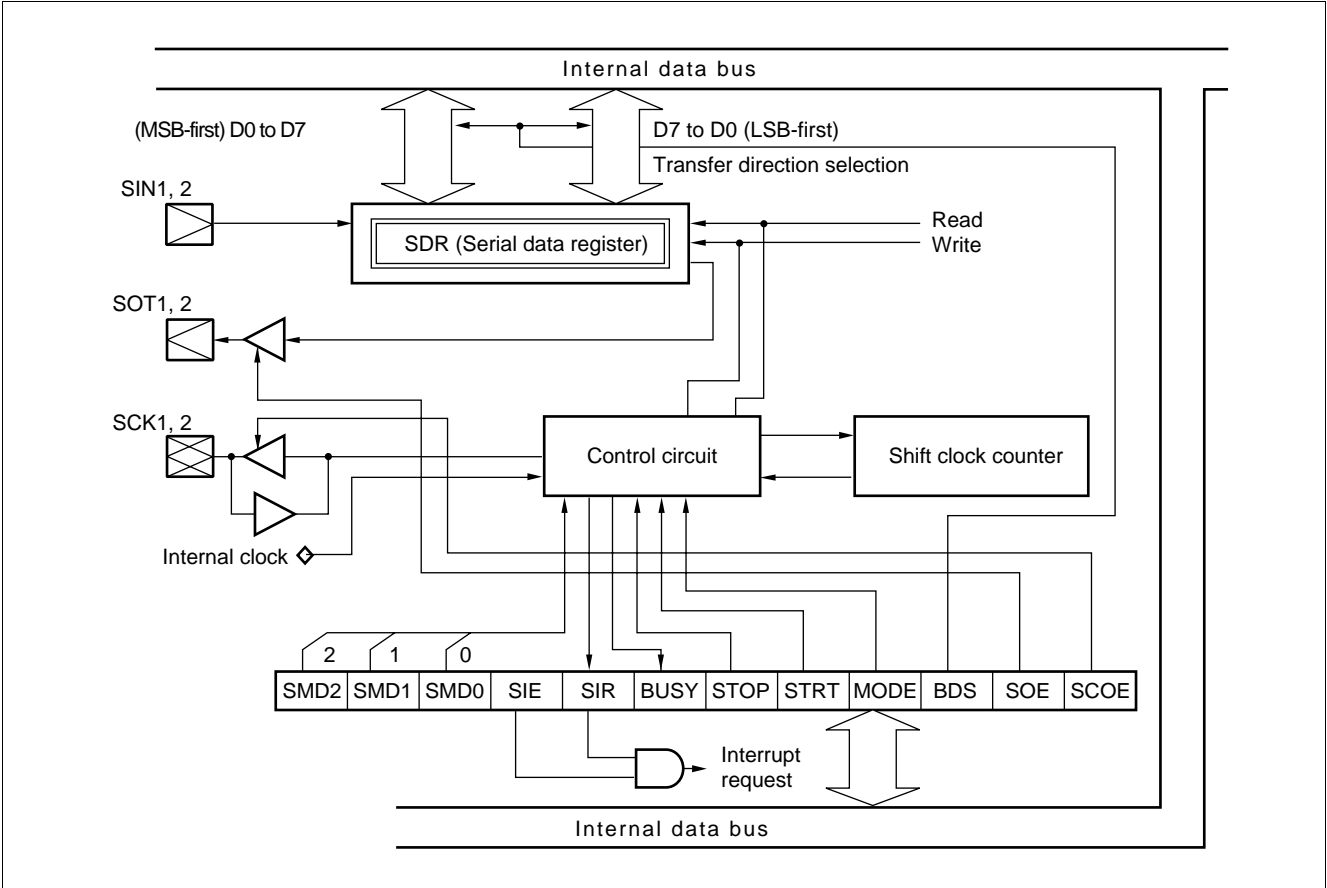 Internal data bus
(MSB-first) D0 to D7
D7 to D0 (LSB-first)
Transfer direction selection
SIN1, 2
Read
SDR (Serial data register)
Write
SOT1, 2
SCK1, 2
Control circuit
Shift clock counter
Internal clock
2
1
0
SMD2 SMD1 SMD0 SIE SIR BUSY STOP STRT MODE BDS SOE SCOE
Interrupt
request
Internal data bus